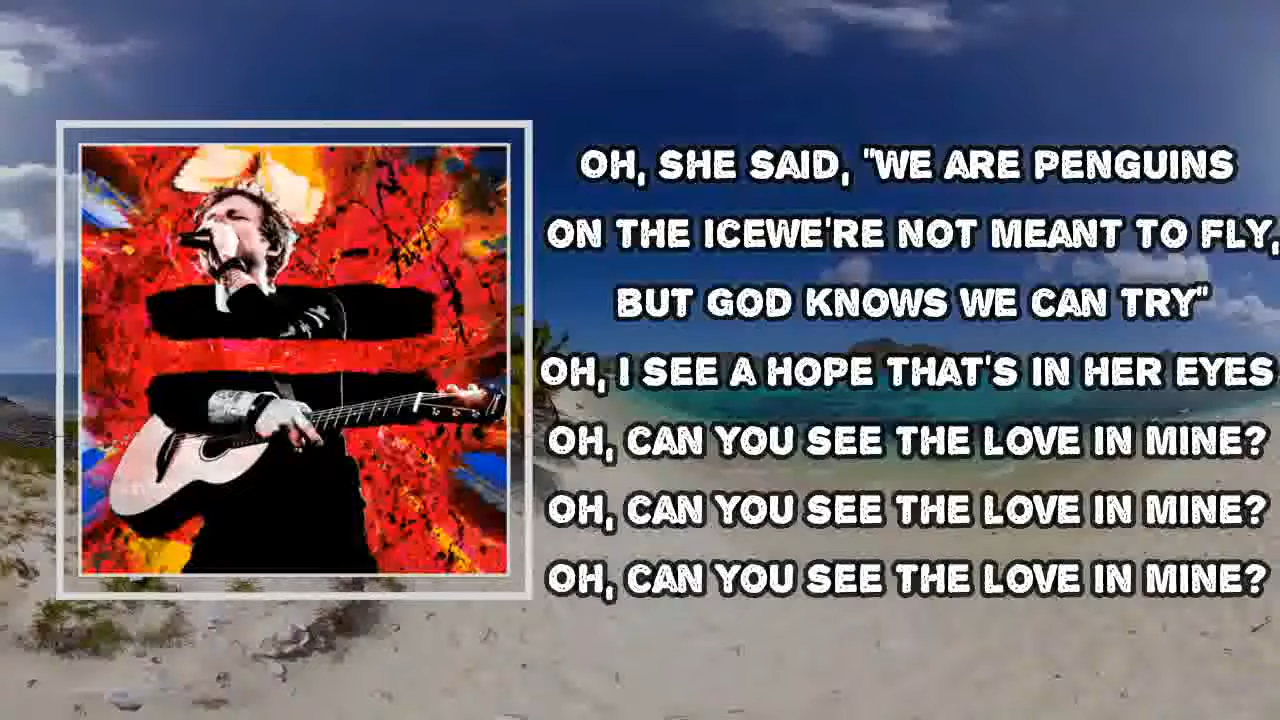 OH, SHE SAID, "WE ARE PENGUINS
ON THE ICEWE'RE NOT MEANT TO FLY,
BUT GOD KNOWS WE CAN TRY"
OH, I SEE A HOPE THAT'S IN HER EYES
OH, CAN YOU SEE THE LOVE IN MINE?
OH, CAN YOU SEE THE LOVE IN MINE?
OH, CAN YOU SEE THE LOVE IN MINE?